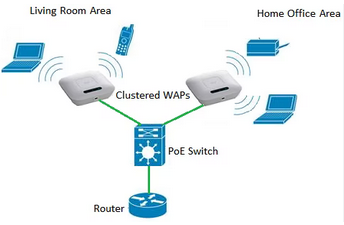 Living Room Area
Home Office Area
Clustered WAPs
PoE Switch
Router